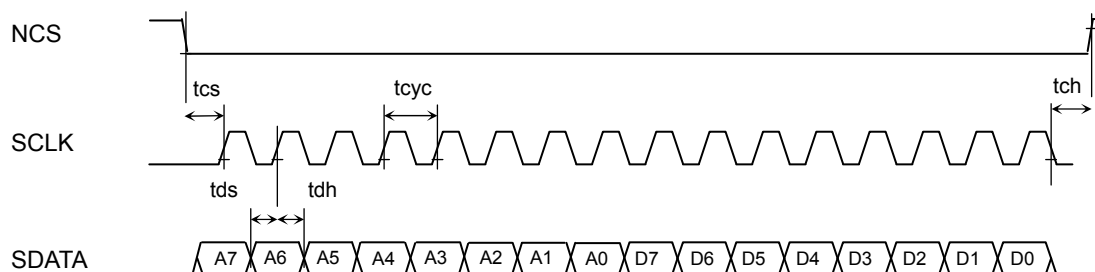 NCS
tcs
tcyc
tch
SCLK
tds
tdh
SDATA
A7 A6 A5 A4 A3 A2 A1 A0 D7 D6 D5 D4 D3 D2 D1 D0